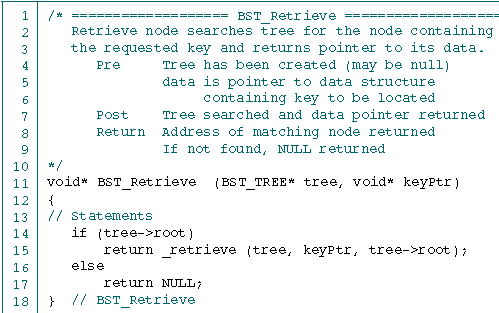 1 /* =================== BST_Retrieve ===================
2 Retrieve node searches tree for the node containing
3 the requested key and returns pointer to its data.
4 Pre Tree has been created (may be null)
5 data is pointer to data structure
6 containing key to be located
7 Post Tree searched and data pointer returned
8 Return Address of matching node returned
9 If not found, NULL returned
10 */
11 void* BST_Retrieve (BST_TREE* tree, void* keyPtr)
12 {
13 // Statements
14 if (tree->root)
15 return _retrieve (tree, keyPtr, tree->root);
16 else
17 return NULL;
18 } // BST_Retrieve